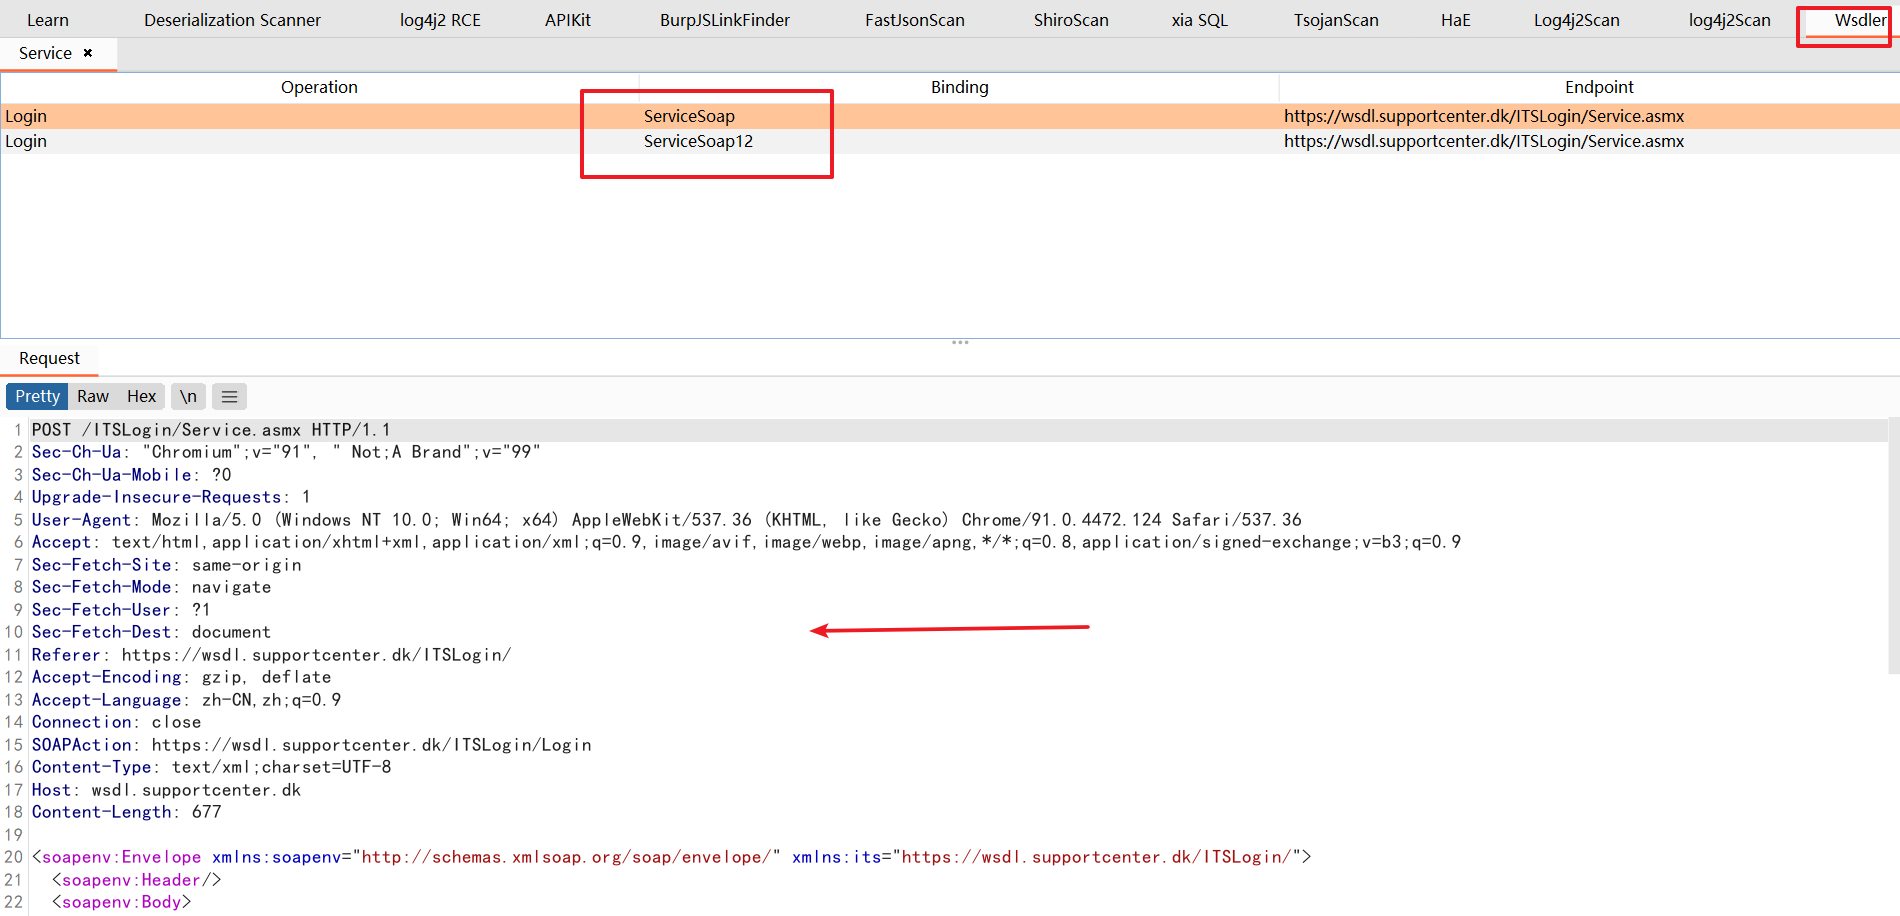 Learn Deserialization Scanner log4j2 RCE APIKit BurpJSLinkFinder FastJsonScan ShiroScan xia SQL TsojanScan HaE Log4j2Scan log4j2Scan Wsdler
Service ×
Operation Binding Endpoint
Login ServiceSoap https://wsdl.supportcenter.dk/ITSLogin/Service.asmx
Login ServiceSoap12 https://wsdl.supportcenter.dk/ITSLogin/Service.asmx
Request
Pretty Raw Hex \n
1 POST /ITSLogin/Service.asmx HTTP/1.1
2 Sec-Ch-Ua: "Chromium";v="91", " Not;A Brand";v="99"
3 Sec-Ch-Ua-Mobile: ?0
4 Upgrade-Insecure-Requests: 1
5 User-Agent: Mozilla/5.0 (Windows NT 10.0; Win64; x64) AppleWebKit/537.36 (KHTML, like Gecko) Chrome/91.0.4472.124 Safari/537.36
6 Accept: text/html,application/xhtml+xml,application/xml;q=0.9,image/avif,image/webp,image/apng,*/*;q=0.8,application/signed-exchange;v=b3;q=0.9
7 Sec-Fetch-Site: same-origin
8 Sec-Fetch-Mode: navigate
9 Sec-Fetch-User: ?1
10 Sec-Fetch-Dest: document
11 Referer: https://wsdl.supportcenter.dk/ITSLogin/
12 Accept-Encoding: gzip, deflate
13 Accept-Language: zh-CN,zh;q=0.9
14 Connection: close
15 SOAPAction: https://wsdl.supportcenter.dk/ITSLogin/Login
16 Content-Type: text/xml;charset=UTF-8
17 Host: wsdl.supportcenter.dk
18 Content-Length: 677
19
20 <soapenv:Envelope xmlns:soapenv="http://schemas.xmlsoap.org/soap/envelope/" xmlns:its="https://wsdl.supportcenter.dk/ITSLogin/">
21 <soapenv:Header/>
22 <soapenv:Body>